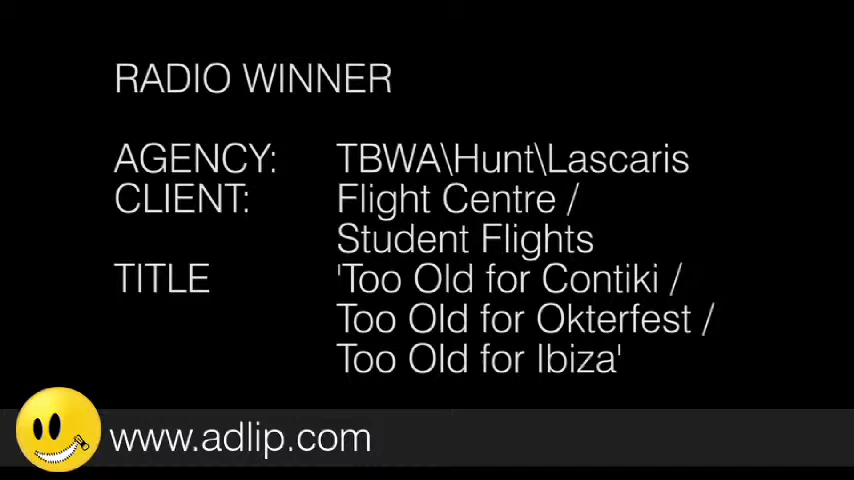 RADIO WINNER
AGENCY: TBWA\Hunt\Lascaris
CLIENT: Flight Centre /
Student Flights
TITLE 'Too Old for Contiki /
Too Old for Okterfest /
Too Old for Ibiza'
www.adlip.com